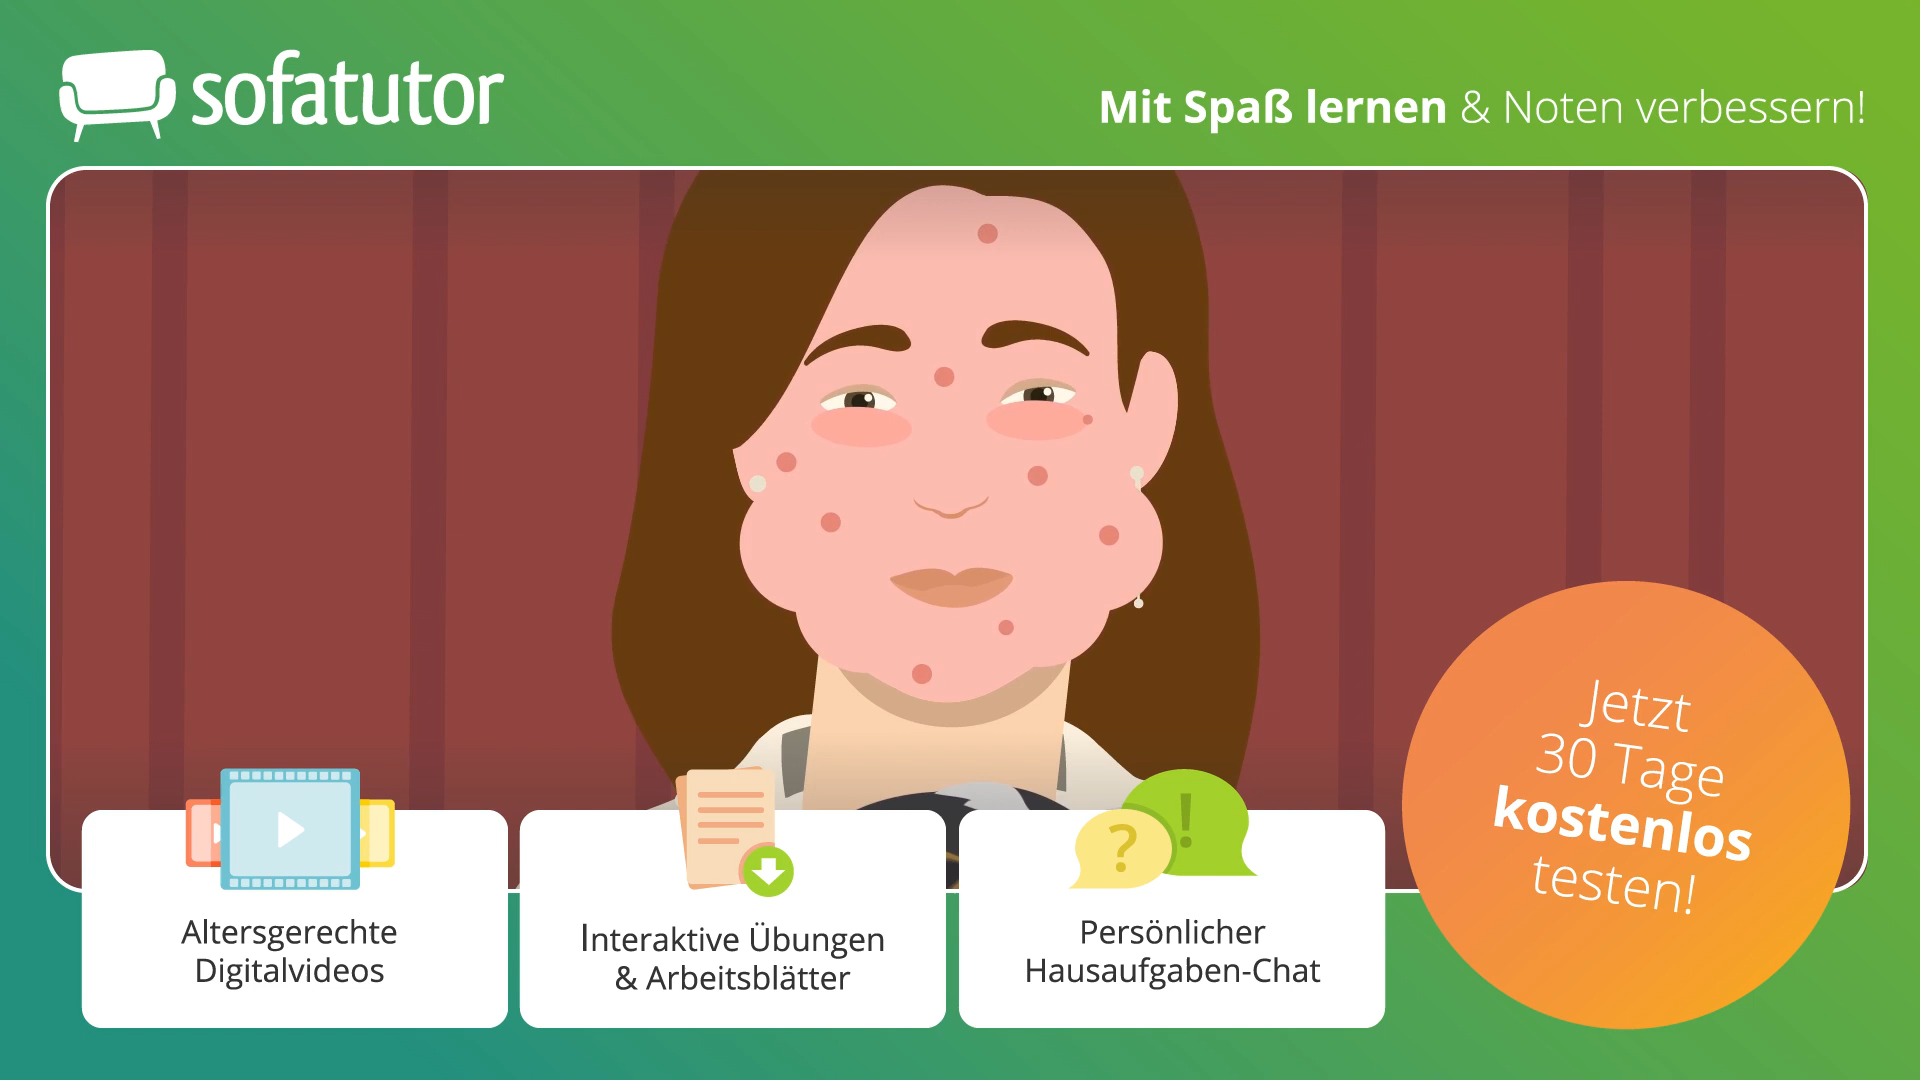 sofatutor
Mit Spaß lernen & Noten verbessern!
Jetzt
30 Tage
kostenlos
testen!
?
!
Altersgerechte
Digitalvideos
Interaktive Übungen
& Arbeitsblätter
Persönlicher
Hausaufgaben-Chat